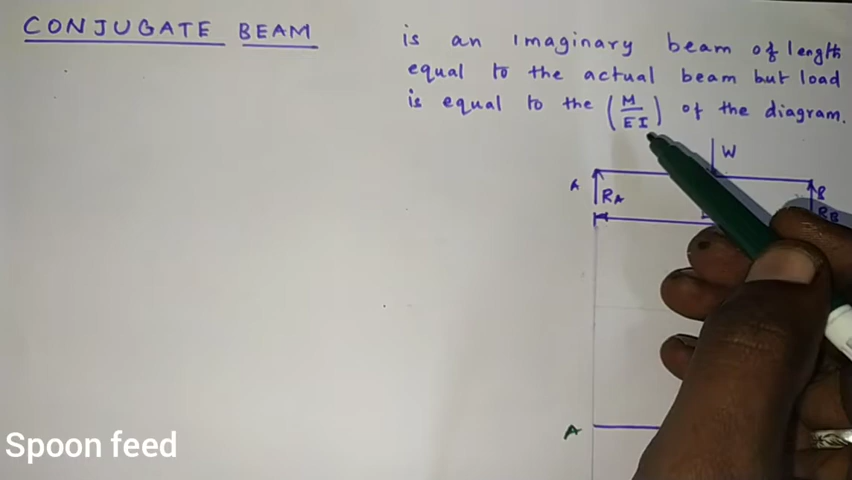 CONJUGATE BEAM
is an imaginary beam of length
equal to the actual beam but load
is equal to the (M/EI) of the diagram.
W
A RA B
RB
A
Spoon feed